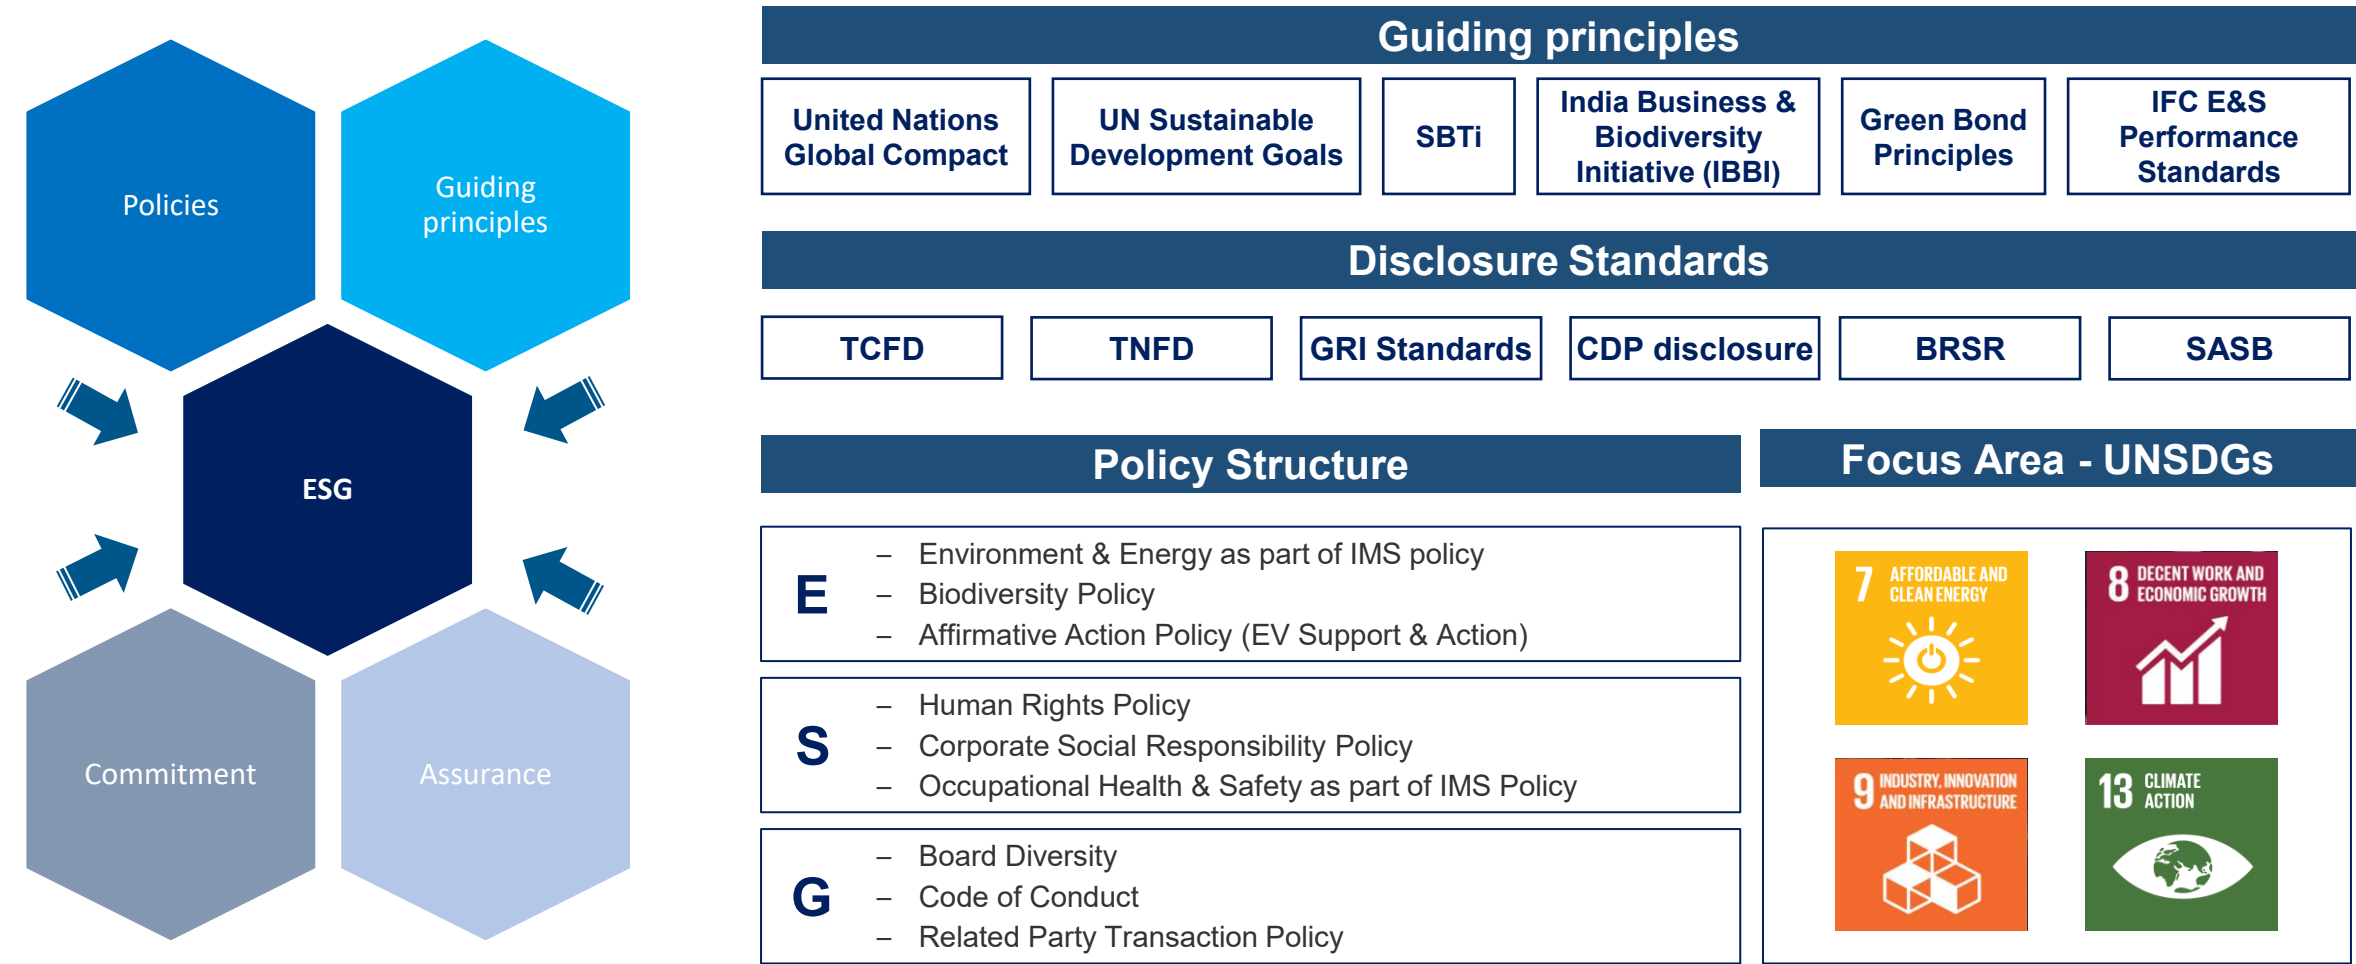 Policies
Guiding
principles
ESG
Commitment
Assurance
Guiding principles
United Nations
Global Compact
UN Sustainable
Development Goals
SBTi
India Business &
Biodiversity
Initiative (IBBI)
Green Bond
Principles
IFC E&S
Performance
Standards
Disclosure Standards
TCFD
TNFD
GRI Standards
CDP disclosure
BRSR
SASB
Policy Structure
E
– Environment & Energy as part of IMS policy
– Biodiversity Policy
– Affirmative Action Policy (EV Support & Action)
S
– Human Rights Policy
– Corporate Social Responsibility Policy
– Occupational Health & Safety as part of IMS Policy
G
– Board Diversity
– Code of Conduct
– Related Party Transaction Policy
Focus Area - UNSDGs
7 AFFORDABLE AND
CLEAN ENERGY
8 DECENT WORK AND
ECONOMIC GROWTH
9 INDUSTRY, INNOVATION
AND INFRASTRUCTURE
13 CLIMATE
ACTION